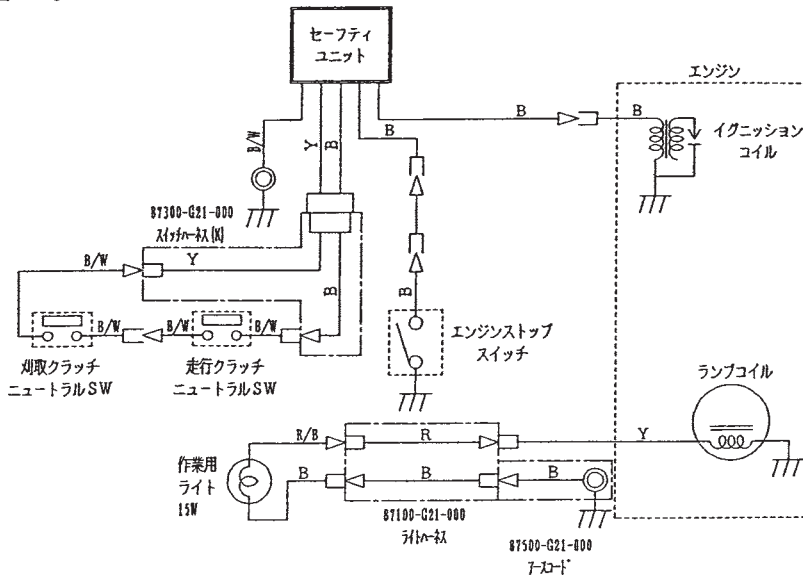 セーフティ
ユニット
エンジン
B
B
B
イグニッション
コイル
B/W
Y
B
87300-G21-000
スイッチハーネス(K)
B/W
Y
B
B
B/W
B/W
B/W
刈取クラッチ
ニュートラルSW
走行クラッチ
ニュートラルSW
エンジンストップ
スイッチ
ランプコイル
R/B
R
Y
作業用
ライト
15W
B
B
B
87100-G21-000
ライトハーネス
87500-G21-000
アースコード